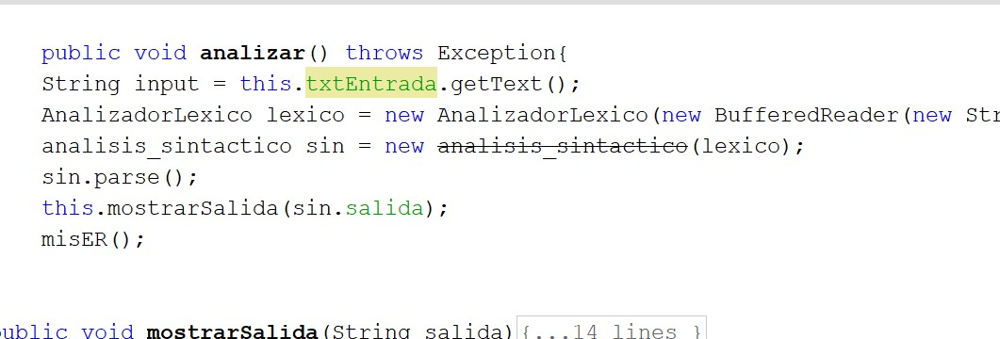 public void analizar() throws Exception{
String input = this.txtEntrada.getText();
AnalizadorLexico lexico = new AnalizadorLexico(new BufferedReader(new Str
analisis_sintactico sin = new analisis_sintactico(lexico);
sin.parse();
this.mostrarSalida(sin.salida);
misER();
public void mostrarSalida(String salida){...14 lines }